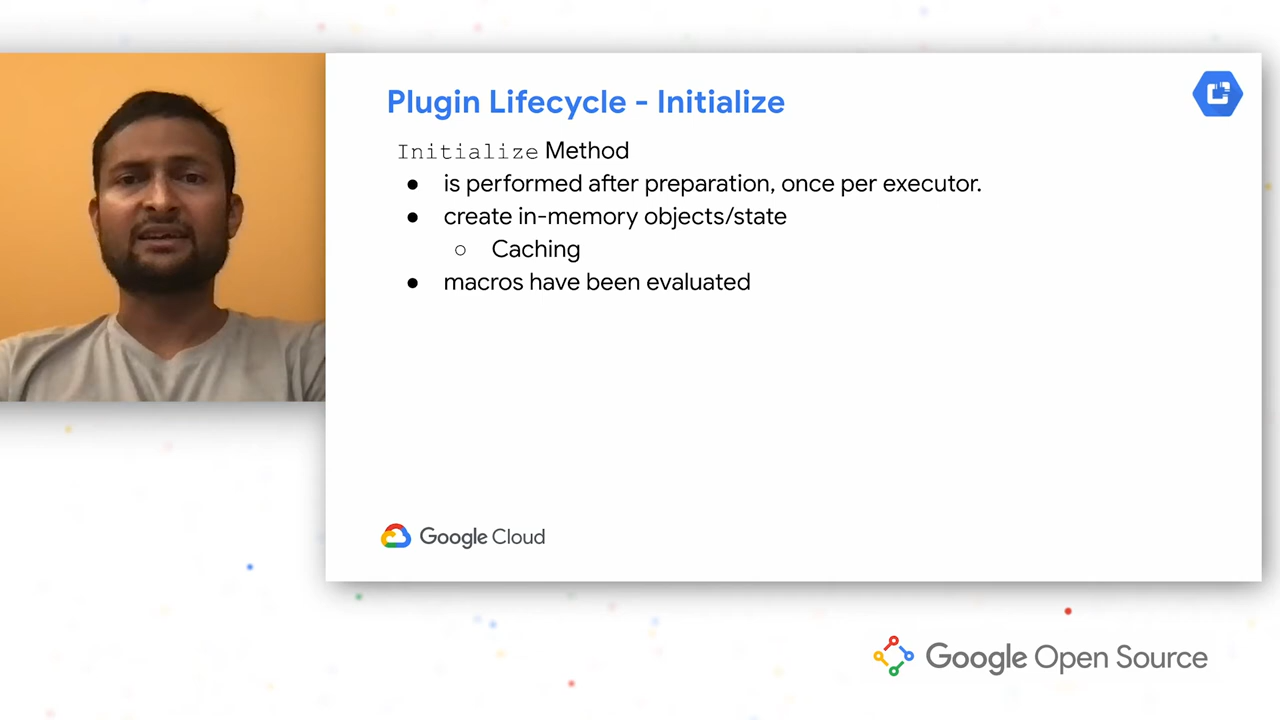 Plugin Lifecycle - Initialize
Initialize Method
● is performed after preparation, once per executor.
● create in-memory objects/state
○ Caching
● macros have been evaluated
Google Cloud
Google Open Source